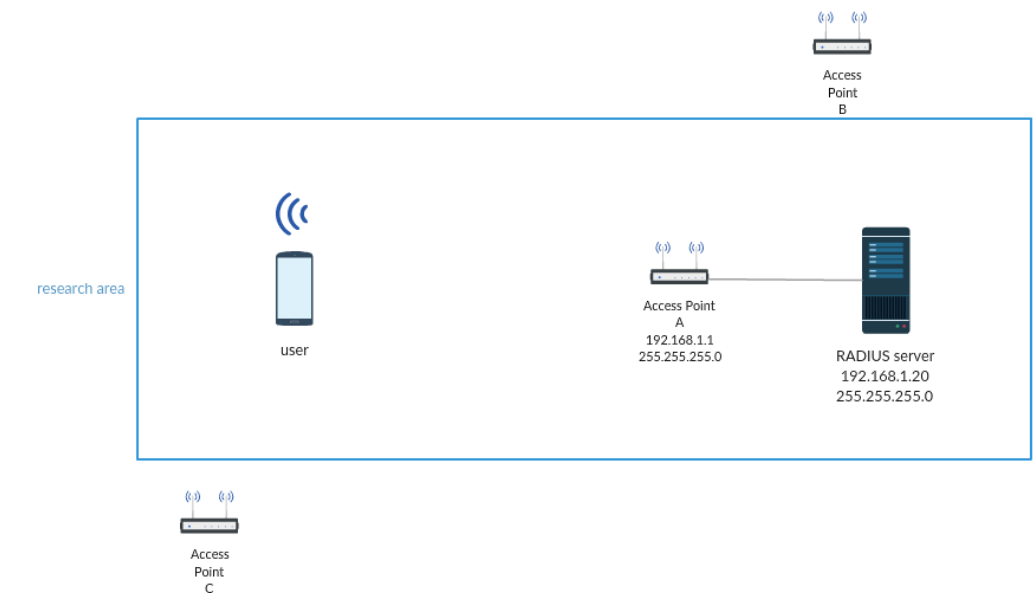 Access
Point
B
research area
user
Access Point
A
192.168.1.1
255.255.255.0
RADIUS server
192.168.1.20
255.255.255.0
Access
Point
C